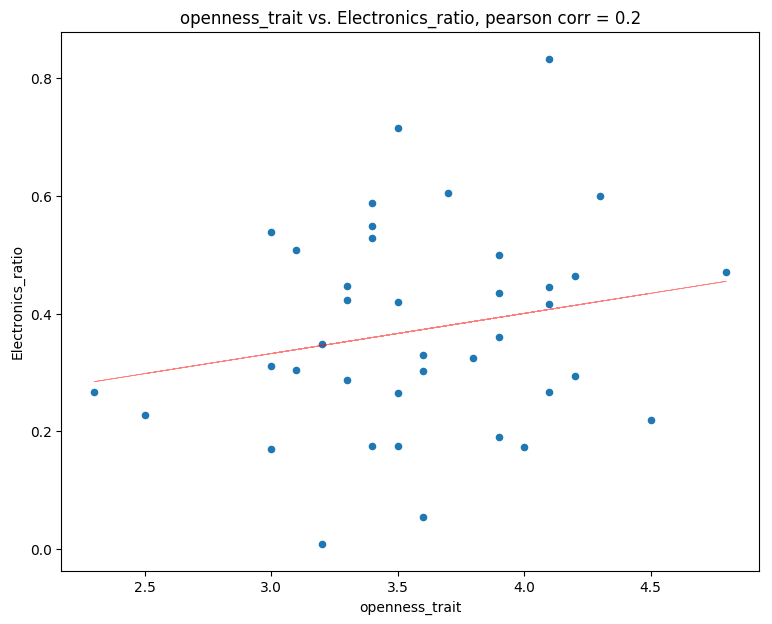 openness_trait vs. Electronics_ratio, pearson corr = 0.2
0.8
0.6
0.4
0.2
0.0
Electronics_ratio
2.5 3.0 3.5 4.0 4.5
openness_trait